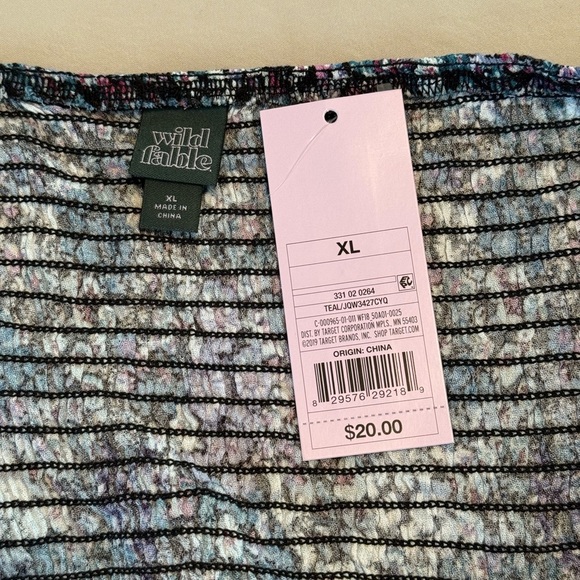 wild
fable.
XL
MADE IN
CHINA
XL
331 02 0264
TEAL/JQW3427CYQ
C-000965-01-011 WF18 50A01-0025
DIST. BY TARGET CORPORATION MPLS., MN 55403
©2019 TARGET BRANDS, INC. SHOP TARGET.COM
ORIGIN: CHINA
8 29576 29218 9
$20.00